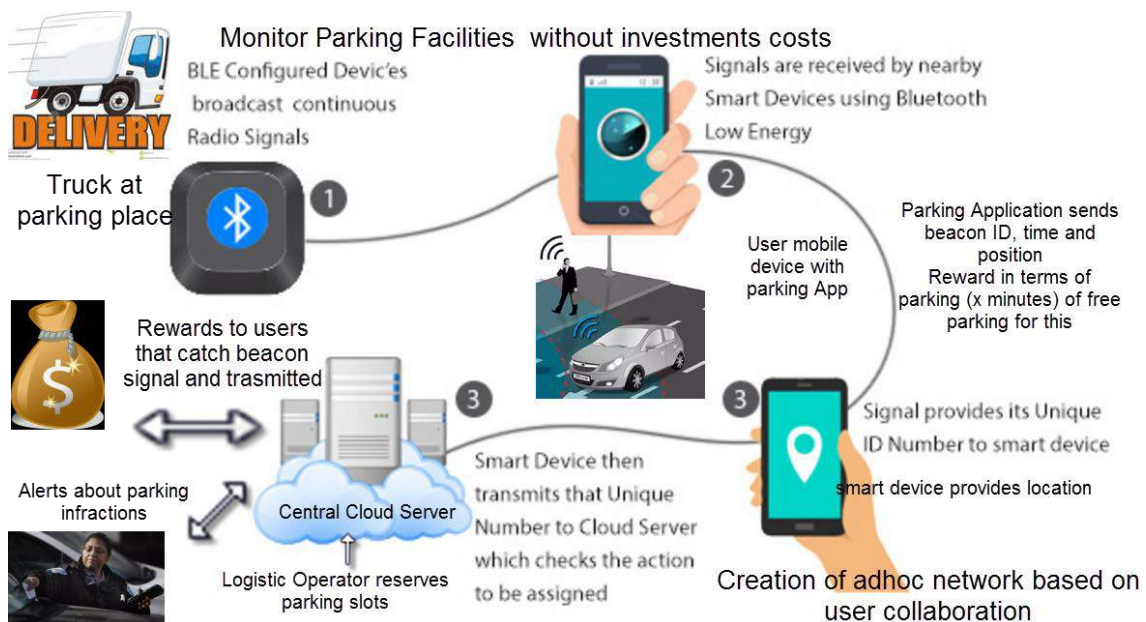 Monitor Parking Facilities without investments costs
BLE Configured Devic'es
broadcast continuous
Radio Signals
DELIVERY
Truck at
parking place
1
Signals are received by nearby
Smart Devices using Bluetooth
Low Energy
2
User mobile
device with
parking App
Parking Application sends
beacon ID, time and
position
Reward in terms of
parking (x minutes) of free
parking for this
3
Signal provides its Unique
ID Number to smart device
smart device provides location
Creation of adhoc network based on
user collaboration
3
Smart Device then
transmits that Unique
Number to Cloud Server
which checks the action
to be assigned
Rewards to users
that catch beacon
signal and trasmitted
$
Central Cloud Server
Alerts about parking
infractions
Logistic Operator reserves
parking slots